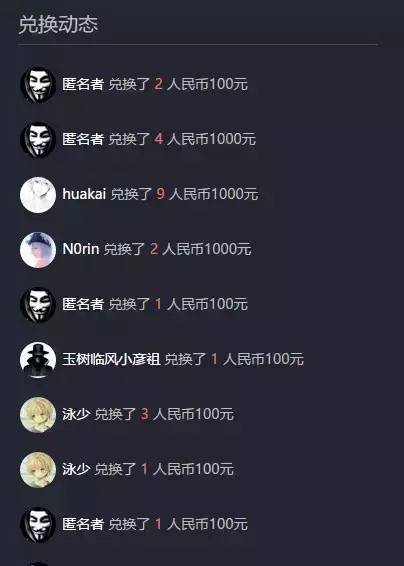 兑换动态
匿名者 兑换了 2 人民币100元
匿名者 兑换了 4 人民币1000元
huakai 兑换了 9 人民币1000元
N0rin 兑换了 2 人民币1000元
匿名者 兑换了 1 人民币100元
玉树临风小彦祖 兑换了 1 人民币100元
泳少 兑换了 3 人民币100元
泳少 兑换了 1 人民币100元
匿名者 兑换了 1 人民币100元